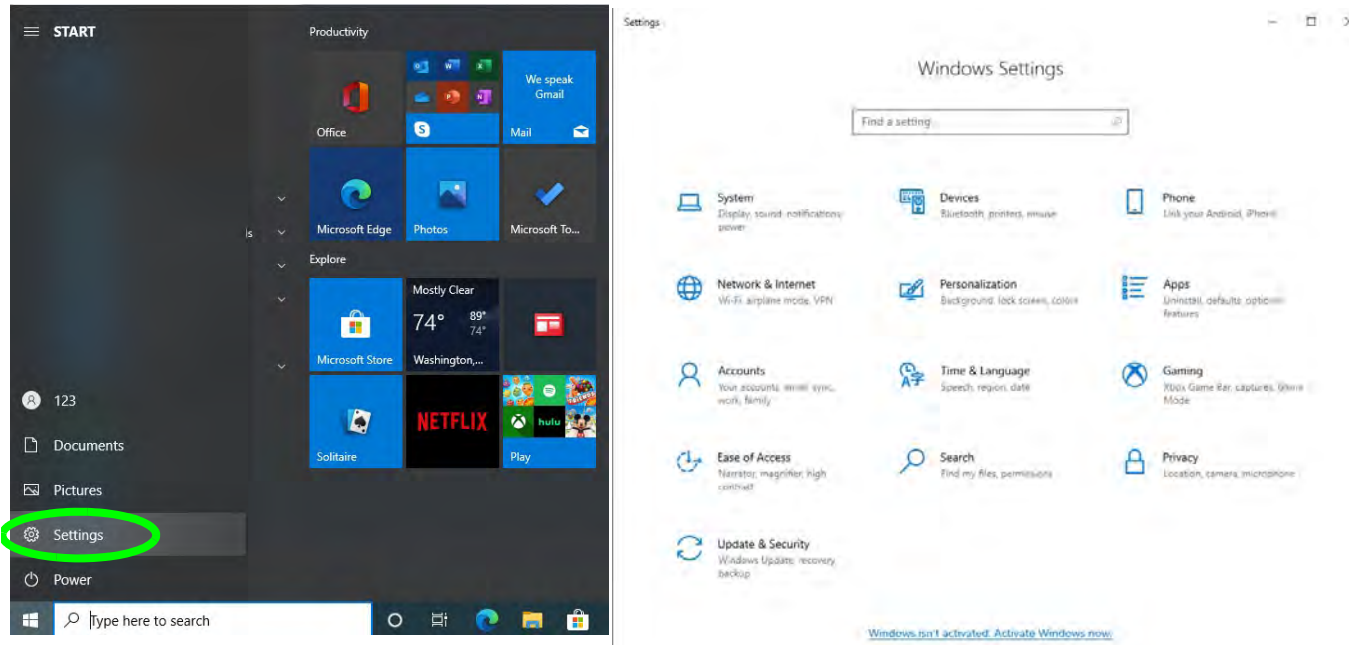 START
Productivity
We speak
Gmail
Office
S
Mail
Microsoft Edge
Photos
Microsoft To...
ls
Explore
Mostly Clear
74° 89°
74°
Microsoft Store
Washington,...
NETFLIX
hulu
Solitaire
Play
123
Documents
Pictures
Settings
Power
Type here to search
Settings
Windows Settings
Find a setting
System
Display, sound, notifications,
power
Devices
Bluetooth, printers, mouse
Phone
Link your Android, iPhone
Network & Internet
Wi-Fi, airplane mode, VPN
Personalization
Background, lock screen, colors
Apps
Uninstall, defaults, optional
features
Accounts
Your accounts, email, sync,
work, family
Time & Language
Speech, region, date
Gaming
Xbox Game Bar, captures, Game
Mode
Ease of Access
Narrator, magnifier, high
contrast
Search
Find my files, permissions
Privacy
Location, camera, microphone
Update & Security
Windows Update, recovery,
backup
Windows isn't activated. Activate Windows now.